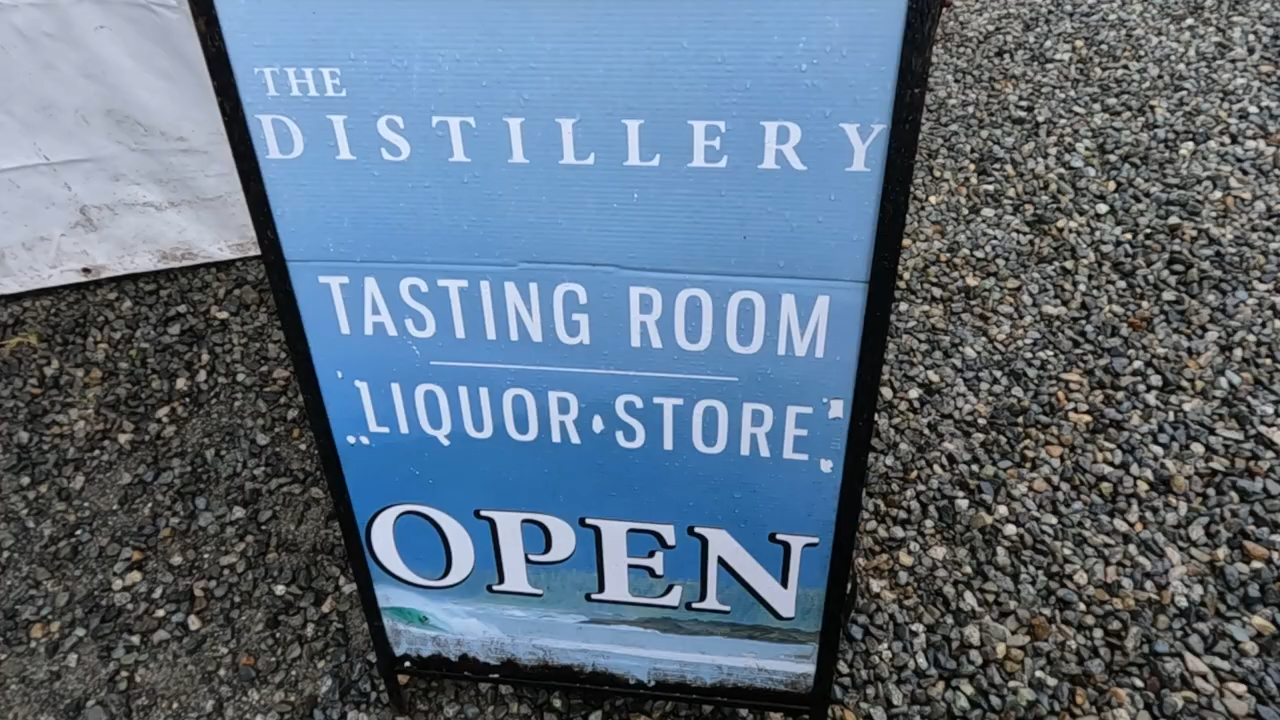 THE
DISTILLERY
TASTING ROOM
LIQUOR•STORE
OPEN